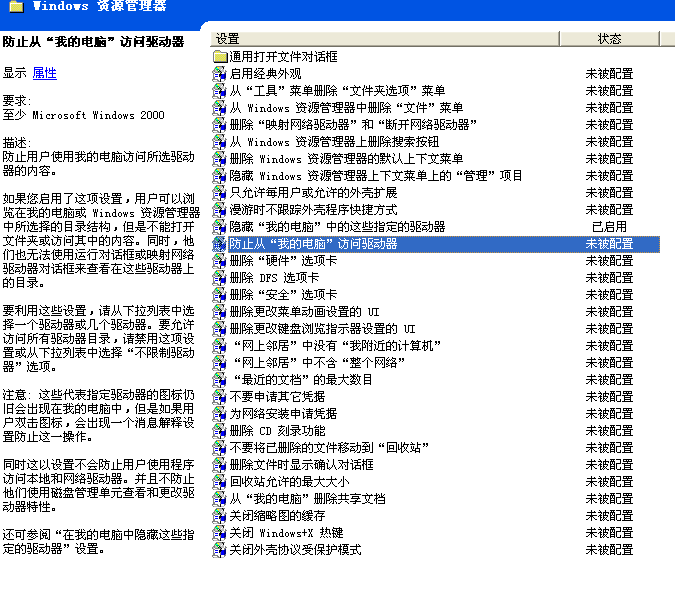 Windows 资源管理器
防止从“我的电脑”访问驱动器
显示 属性
要求:
至少 Microsoft Windows 2000
描述:
防止用户使用我的电脑访问所选驱动
器的内容。
如果您启用了这项设置，用户可以浏
览在我的电脑或 Windows 资源管理器
中所选择的目录结构，但是不能打开
文件夹或访问其中的内容。同时，他
们也无法使用运行对话框或映射网络
驱动器对话框来查看在这些驱动器上
的目录。
要利用这些设置，请从下拉列表中选
择一个驱动器或几个驱动器。要允许
访问所有驱动器目录，请禁用这项设
置或从下拉列表中选择“不限制驱动
器”选项。
注意: 这些代表指定驱动器的图标仍
旧会出现在我的电脑中，但是如果用
户双击图标，会出现一个消息解释设
置防止这一操作。
同时这以设置不会防止用户使用程序
访问本地和网络驱动器。并且不防止
他们使用磁盘管理单元查看和更改驱
动器特性。
还可参阅“在我的电脑中隐藏这些指
定的驱动器”设置。
设置 状态
通用打开文件对话框
启用经典外观 未被配置
从“工具”菜单删除“文件夹选项”菜单 未被配置
从 Windows 资源管理器中删除“文件”菜单 未被配置
删除“映射网络驱动器”和“断开网络驱动器” 未被配置
从 Windows 资源管理器上删除搜索按钮 未被配置
删除 Windows 资源管理器的默认上下文菜单 未被配置
隐藏 Windows 资源管理器上下文菜单上的“管理”项目 未被配置
只允许每用户或允许的外壳扩展 未被配置
漫游时不跟踪外壳程序快捷方式 未被配置
隐藏“我的电脑”中的这些指定的驱动器 已启用
防止从“我的电脑”访问驱动器 未被配置
删除“硬件”选项卡 未被配置
删除 DFS 选项卡 未被配置
删除“安全”选项卡 未被配置
删除更改菜单动画设置的 UI 未被配置
删除更改键盘浏览指示器设置的 UI 未被配置
“网上邻居”中没有“我附近的计算机” 未被配置
“网上邻居”中不含“整个网络” 未被配置
“最近的文档”的最大数目 未被配置
不要申请其它凭据 未被配置
为网络安装申请凭据 未被配置
删除 CD 刻录功能 未被配置
不要将已删除的文件移动到“回收站” 未被配置
删除文件时显示确认对话框 未被配置
回收站允许的最大大小 未被配置
从“我的电脑”删除共享文档 未被配置
关闭缩略图的缓存 未被配置
关闭 Windows+X 热键 未被配置
关闭外壳协议受保护模式 未被配置